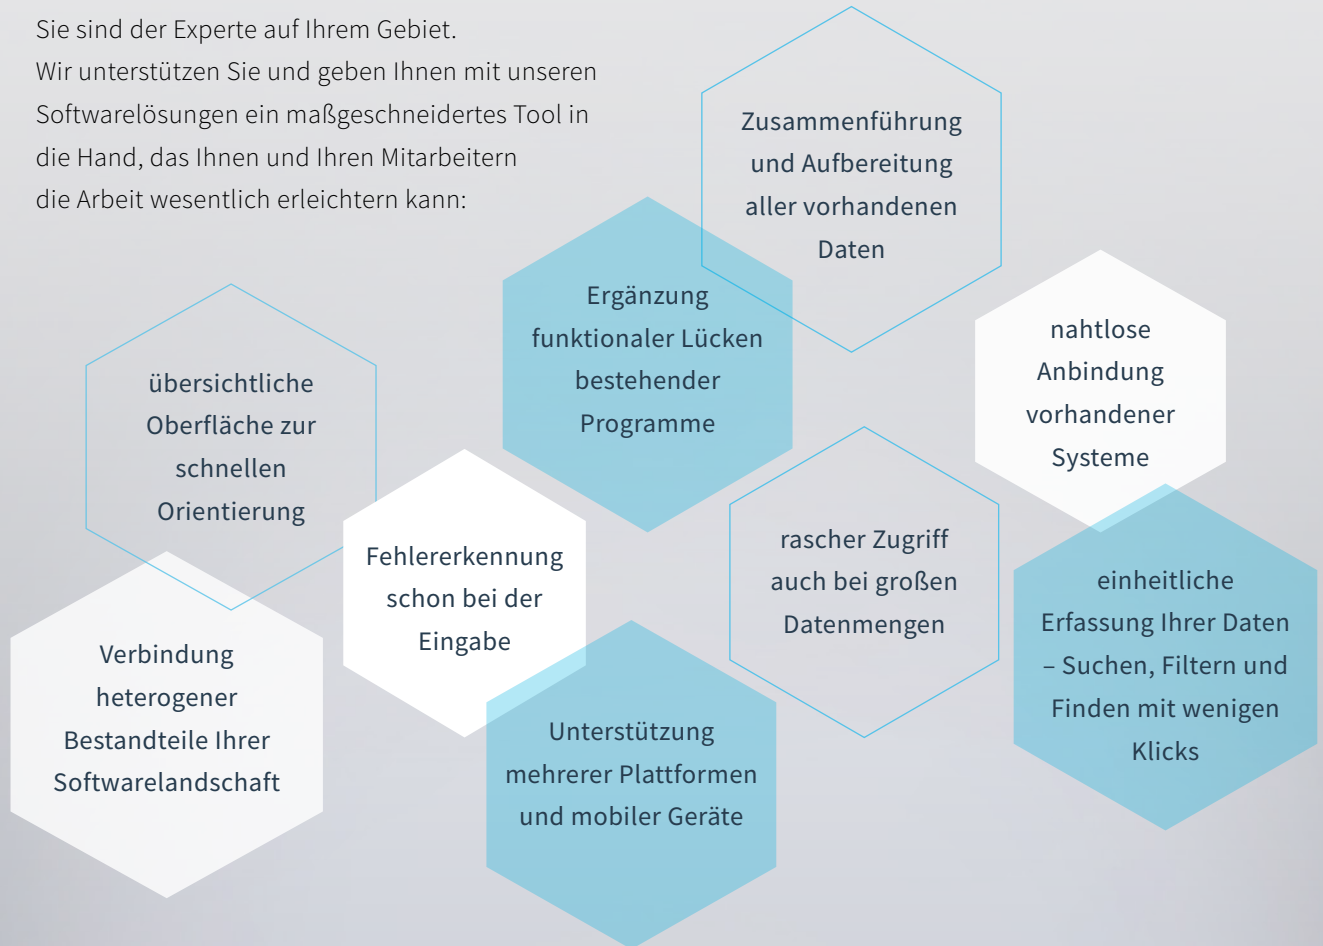 Sie sind der Experte auf Ihrem Gebiet.
Wir unterstützen Sie und geben Ihnen mit unseren
Softwarelösungen ein maßgeschneidertes Tool in
die Hand, das Ihnen und Ihren Mitarbeitern
die Arbeit wesentlich erleichtern kann:
Zusammenführung
und Aufbereitung
aller vorhandenen
Daten
Ergänzung
funktionaler Lücken
bestehender
Programme
nahtlose
Anbindung
vorhandener
Systeme
übersichtliche
Oberfläche zur
schnellen
Orientierung
Fehlererkennung
schon bei der
Eingabe
rascher Zugriff
auch bei großen
Datenmengen
einheitliche
Erfassung Ihrer Daten
– Suchen, Filtern und
Finden mit wenigen
Klicks
Verbindung
heterogener
Bestandteile Ihrer
Softwarelandschaft
Unterstützung
mehrerer Plattformen
und mobiler Geräte